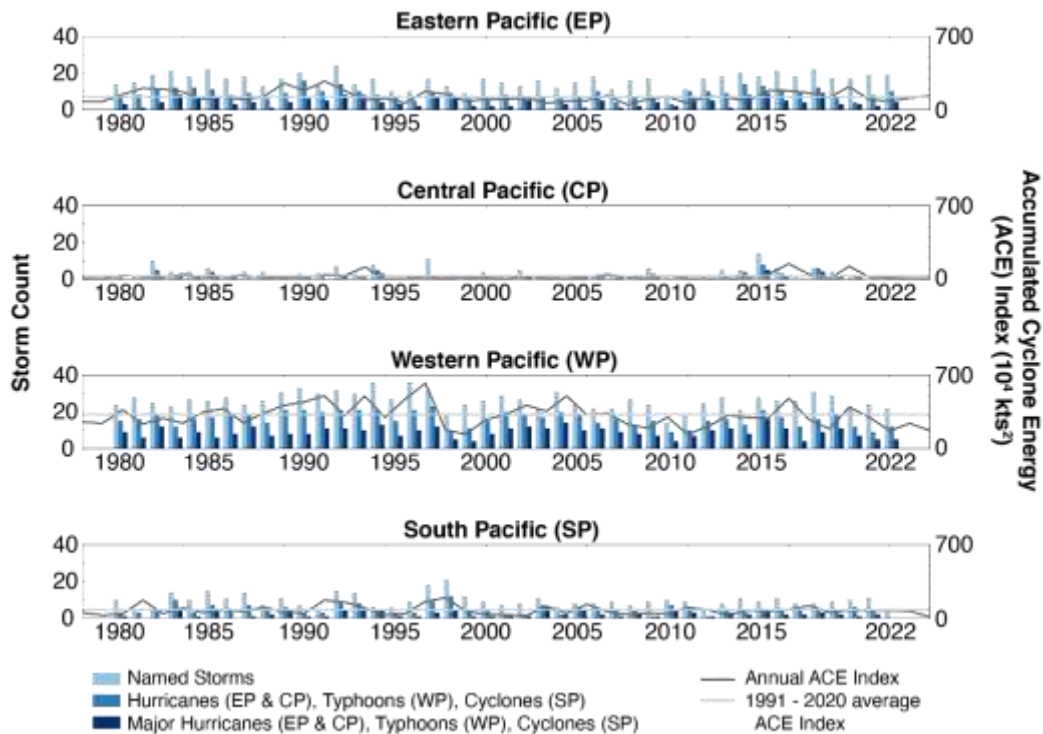 Eastern Pacific (EP)
40
20
0
700
0
1980 1985 1990 1995 2000 2005 2010 2015 2022
Central Pacific (CP)
40
20
0
700
0
1980 1985 1990 1995 2000 2005 2010 2015 2022
Storm Count
Accumulated Cyclone Energy
(ACE) Index (10⁴ kts²)
Western Pacific (WP)
40
20
0
700
0
1980 1985 1990 1995 2000 2005 2010 2015 2022
South Pacific (SP)
40
20
0
700
0
1980 1985 1990 1995 2000 2005 2010 2015 2022
Named Storms
Hurricanes (EP & CP), Typhoons (WP), Cyclones (SP)
Major Hurricanes (EP & CP), Typhoons (WP), Cyclones (SP)
Annual ACE Index
1991 - 2020 average
ACE Index